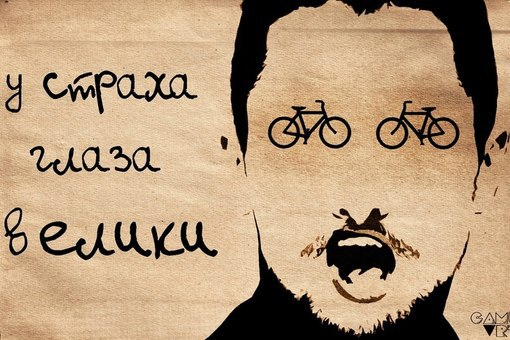 у страха
глаза
велики